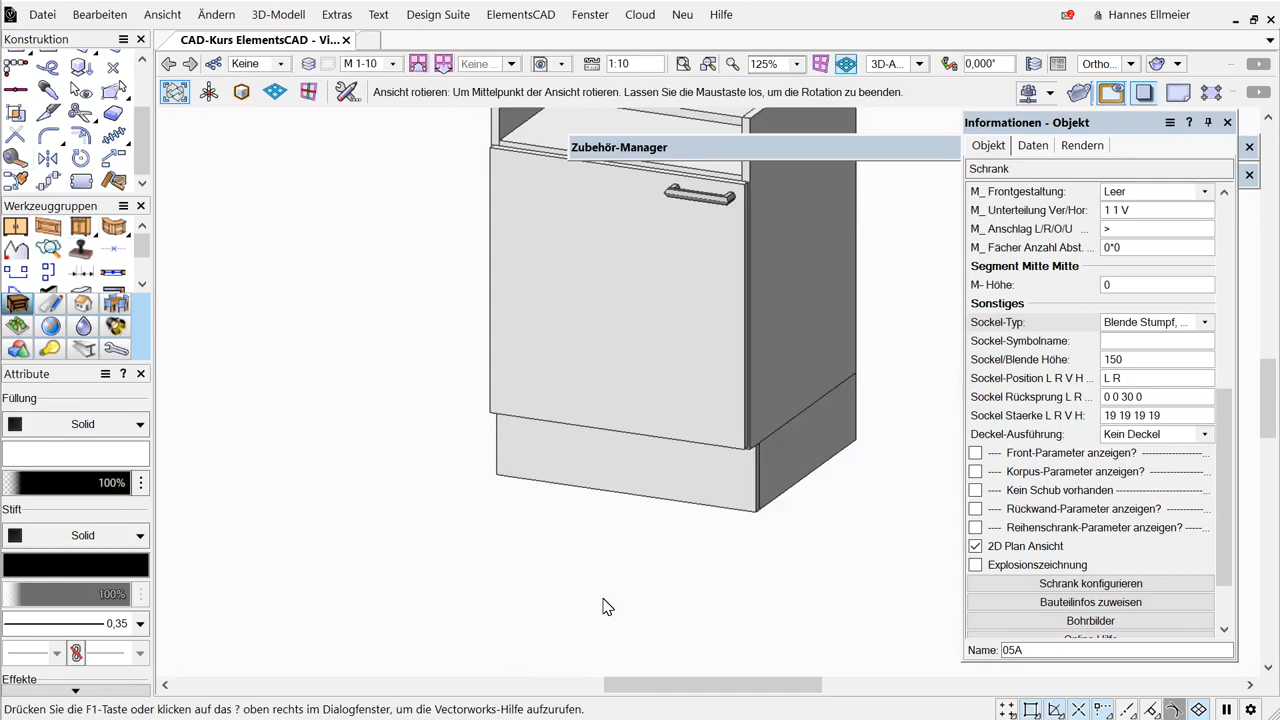 Datei Bearbeiten Ansicht Ändern 3D-Modell Extras Text Design Suite ElementsCAD Fenster Cloud Neu Hilfe Hannes Ellmeier
Konstruktion
CAD-Kurs ElementsCAD - Vi...
Keine M 1-10 Keine ... 1:10 125% 3D-A... 0,000° Ortho...
Ansicht rotieren: Um Mittelpunkt der Ansicht rotieren. Lassen Sie die Maustaste los, um die Rotation zu beenden.
Zubehör-Manager
Informationen - Objekt
Objekt Daten Rendern
Schrank
M_ Frontgestaltung: Leer
M_ Unterteilung Ver/Hor: 1 1 V
M_ Anschlag L/R/O/U ... >
M_ Fächer Anzahl Abst. ... 0*0
Segment Mitte Mitte
M- Höhe: 0
Sonstiges
Sockel-Typ: Blende Stumpf, ...
Sockel-Symbolname:
Sockel/Blende Höhe: 150
Sockel-Position L R V H ... L R
Sockel Rücksprung L R ... 0 0 30 0
Sockel Staerke L R V H: 19 19 19 19
Deckel-Ausführung: Kein Deckel
---- Front-Parameter anzeigen? ------------------...
---- Korpus-Parameter anzeigen? ----------------...
---- Kein Schub vorhanden -----------------------...
---- Rückwand-Parameter anzeigen? ------------...
---- Reihenschrank-Parameter anzeigen? -----...
2D Plan Ansicht
Explosionszeichnung
Schrank konfigurieren
Bauteilinfos zuweisen
Bohrbilder
Name: 05A
Werkzeuggruppen
Attribute
Füllung
Solid
100%
Stift
Solid
100%
0,35
Effekte
Drücken Sie die F1-Taste oder klicken auf das ? oben rechts im Dialogfenster, um die Vectorworks-Hilfe aufzurufen.